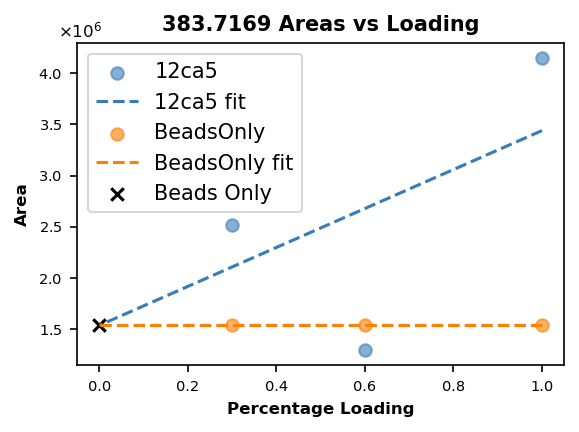 383.7169 Areas vs Loading
×10⁶
12ca5
12ca5 fit
BeadsOnly
BeadsOnly fit
Beads Only
4.0
3.5
3.0
2.5
2.0
1.5
Area
0.0 0.2 0.4 0.6 0.8 1.0
Percentage Loading